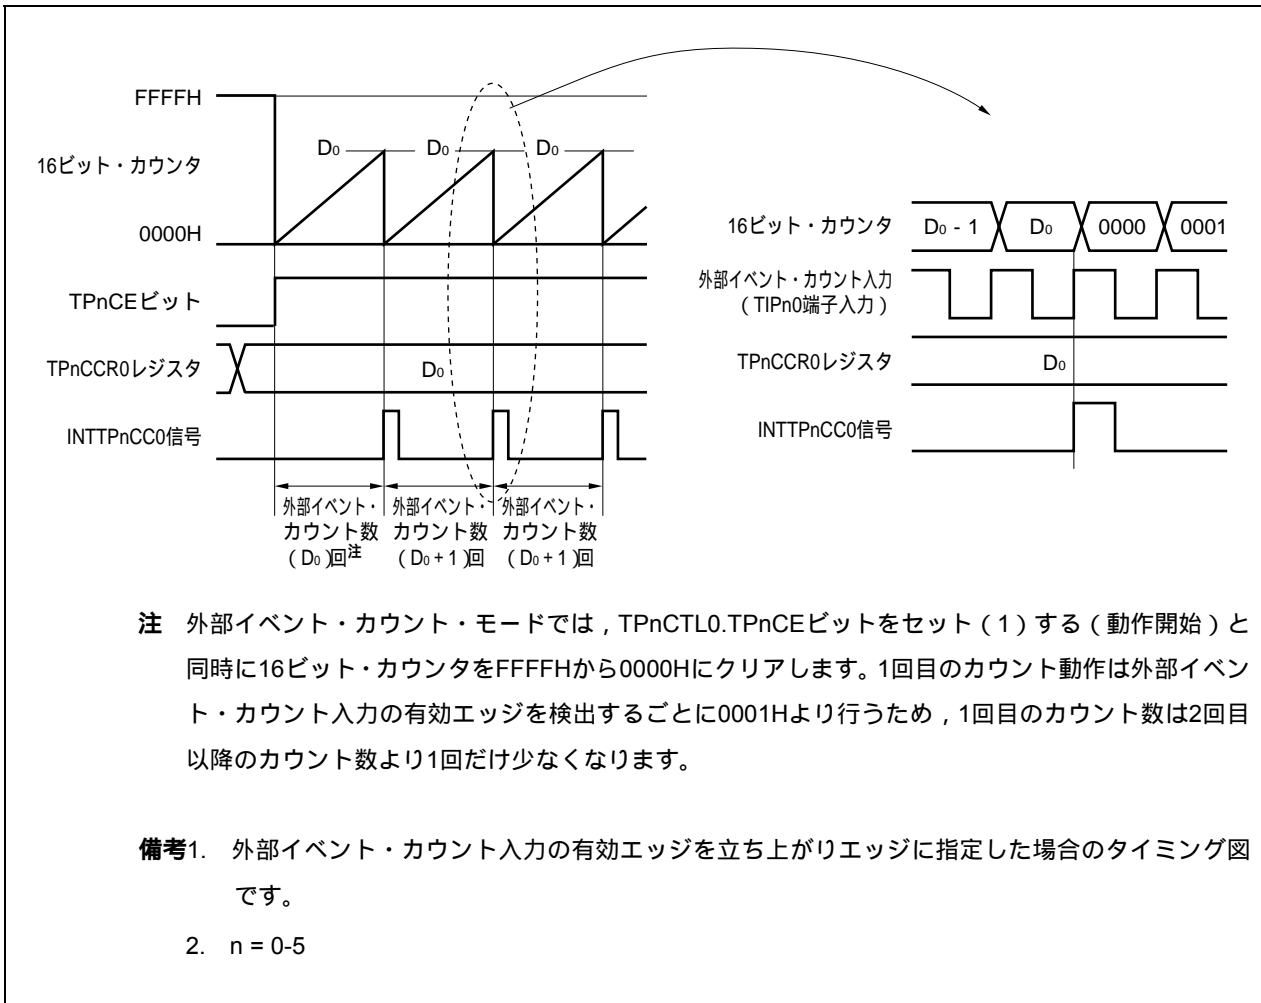 FFFFH
16ビット・カウンタ
0000H
D0 D0 D0
TPnCEビット
TPnCCR0レジスタ
D0
INTTPnCC0信号
外部イベント・ 外部イベント・ 外部イベント・
カウント数 カウント数 カウント数
(D0)回注 (D0+1)回 (D0+1)回
16ビット・カウンタ
D0 - 1 D0 0000 0001
外部イベント・カウント入力
(TIPn0端子入力)
TPnCCR0レジスタ
D0
INTTPnCC0信号
注 外部イベント・カウント・モードでは,TPnCTL0.TPnCEビットをセット(1)する(動作開始)と
同時に16ビット・カウンタをFFFFHから0000Hにクリアします。1回目のカウント動作は外部イベン
ト・カウント入力の有効エッジを検出するごとに0001Hより行うため,1回目のカウント数は2回目
以降のカウント数より1回だけ少なくなります。
備考1. 外部イベント・カウント入力の有効エッジを立ち上がりエッジに指定した場合のタイミング図
です。
2. n = 0-5